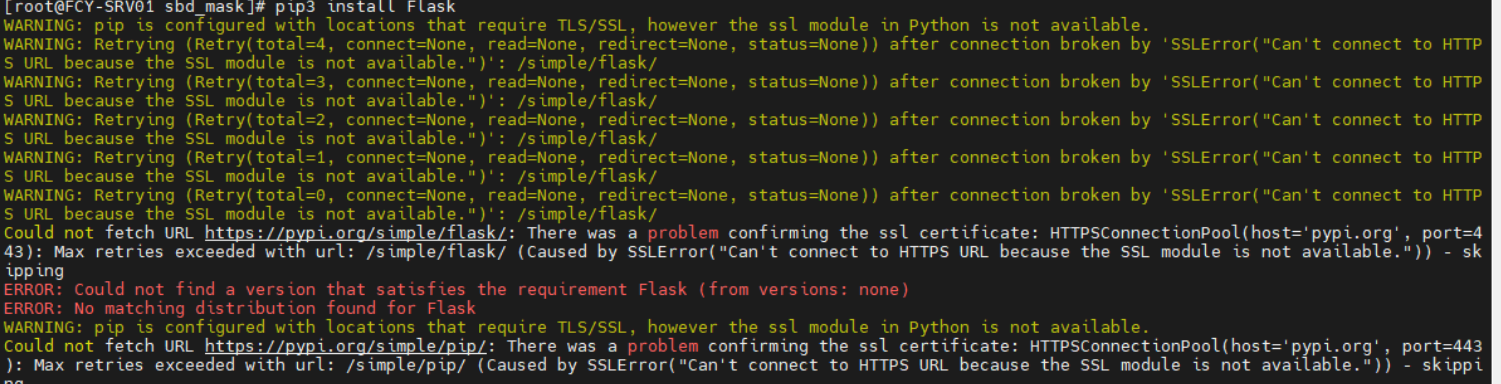 [root@FCY-SRV01 sbd_mask]# pip3 install Flask
WARNING: pip is configured with locations that require TLS/SSL, however the ssl module in Python is not available.
WARNING: Retrying (Retry(total=4, connect=None, read=None, redirect=None, status=None)) after connection broken by 'SSLError("Can't connect to HTTP
S URL because the SSL module is not available.")': /simple/flask/
WARNING: Retrying (Retry(total=3, connect=None, read=None, redirect=None, status=None)) after connection broken by 'SSLError("Can't connect to HTTP
S URL because the SSL module is not available.")': /simple/flask/
WARNING: Retrying (Retry(total=2, connect=None, read=None, redirect=None, status=None)) after connection broken by 'SSLError("Can't connect to HTTP
S URL because the SSL module is not available.")': /simple/flask/
WARNING: Retrying (Retry(total=1, connect=None, read=None, redirect=None, status=None)) after connection broken by 'SSLError("Can't connect to HTTP
S URL because the SSL module is not available.")': /simple/flask/
WARNING: Retrying (Retry(total=0, connect=None, read=None, redirect=None, status=None)) after connection broken by 'SSLError("Can't connect to HTTP
S URL because the SSL module is not available.")': /simple/flask/
Could not fetch URL https://pypi.org/simple/flask/: There was a problem confirming the ssl certificate: HTTPSConnectionPool(host='pypi.org', port=4
43): Max retries exceeded with url: /simple/flask/ (Caused by SSLError("Can't connect to HTTPS URL because the SSL module is not available.")) - sk
ipping
ERROR: Could not find a version that satisfies the requirement Flask (from versions: none)
ERROR: No matching distribution found for Flask
WARNING: pip is configured with locations that require TLS/SSL, however the ssl module in Python is not available.
Could not fetch URL https://pypi.org/simple/pip/: There was a problem confirming the ssl certificate: HTTPSConnectionPool(host='pypi.org', port=443
): Max retries exceeded with url: /simple/pip/ (Caused by SSLError("Can't connect to HTTPS URL because the SSL module is not available.")) - skippi